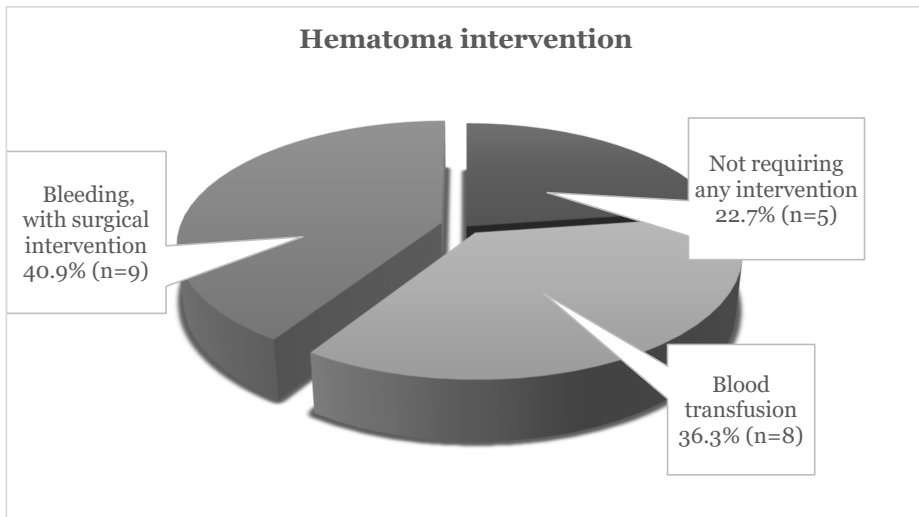 Hematoma intervention
Not requiring
any intervention
22.7% (n=5)
Bleeding,
with surgical
intervention
40.9% (n=9)
Blood
transfusion
36.3% (n=8)